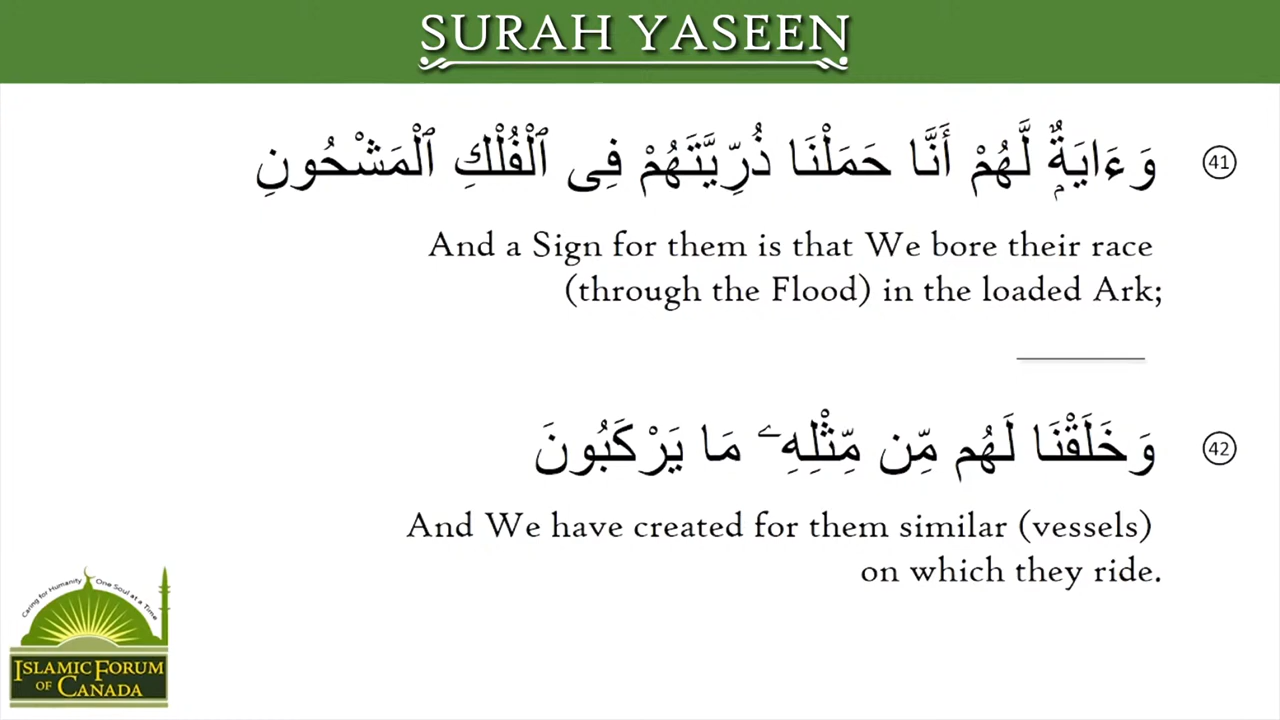 SURAH YASEEN
وَءَايَةٌۭ لَّهُمْ أَنَّا حَمَلْنَا ذُرِّيَّتَهُمْ فِى ٱلْفُلْكِ ٱلْمَشْحُونِ
41
And a Sign for them is that We bore their race
(through the Flood) in the loaded Ark;
وَخَلَقْنَا لَهُم مِّن مِّثْلِهِۦ مَا يَرْكَبُونَ
42
And We have created for them similar (vessels)
on which they ride.
Caring for Humanity One Soul at a Time
ISLAMIC FORUM
OF CANADA